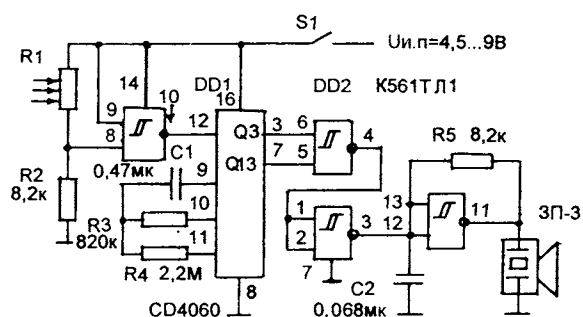 S1
R1
Uи.п=4,5...9В
14
10
DD1
DD2
К561ТЛ1
16
9
8
12
Q3
3
6
4
R5
8,2к
Q13
7
5
0,47мк
C1
R2
8,2к
9
R3
820к
10
1
2
3
13
12
11
ЗП-3
11
R4
2,2М
7
8
C2
CD4060
0,068мк